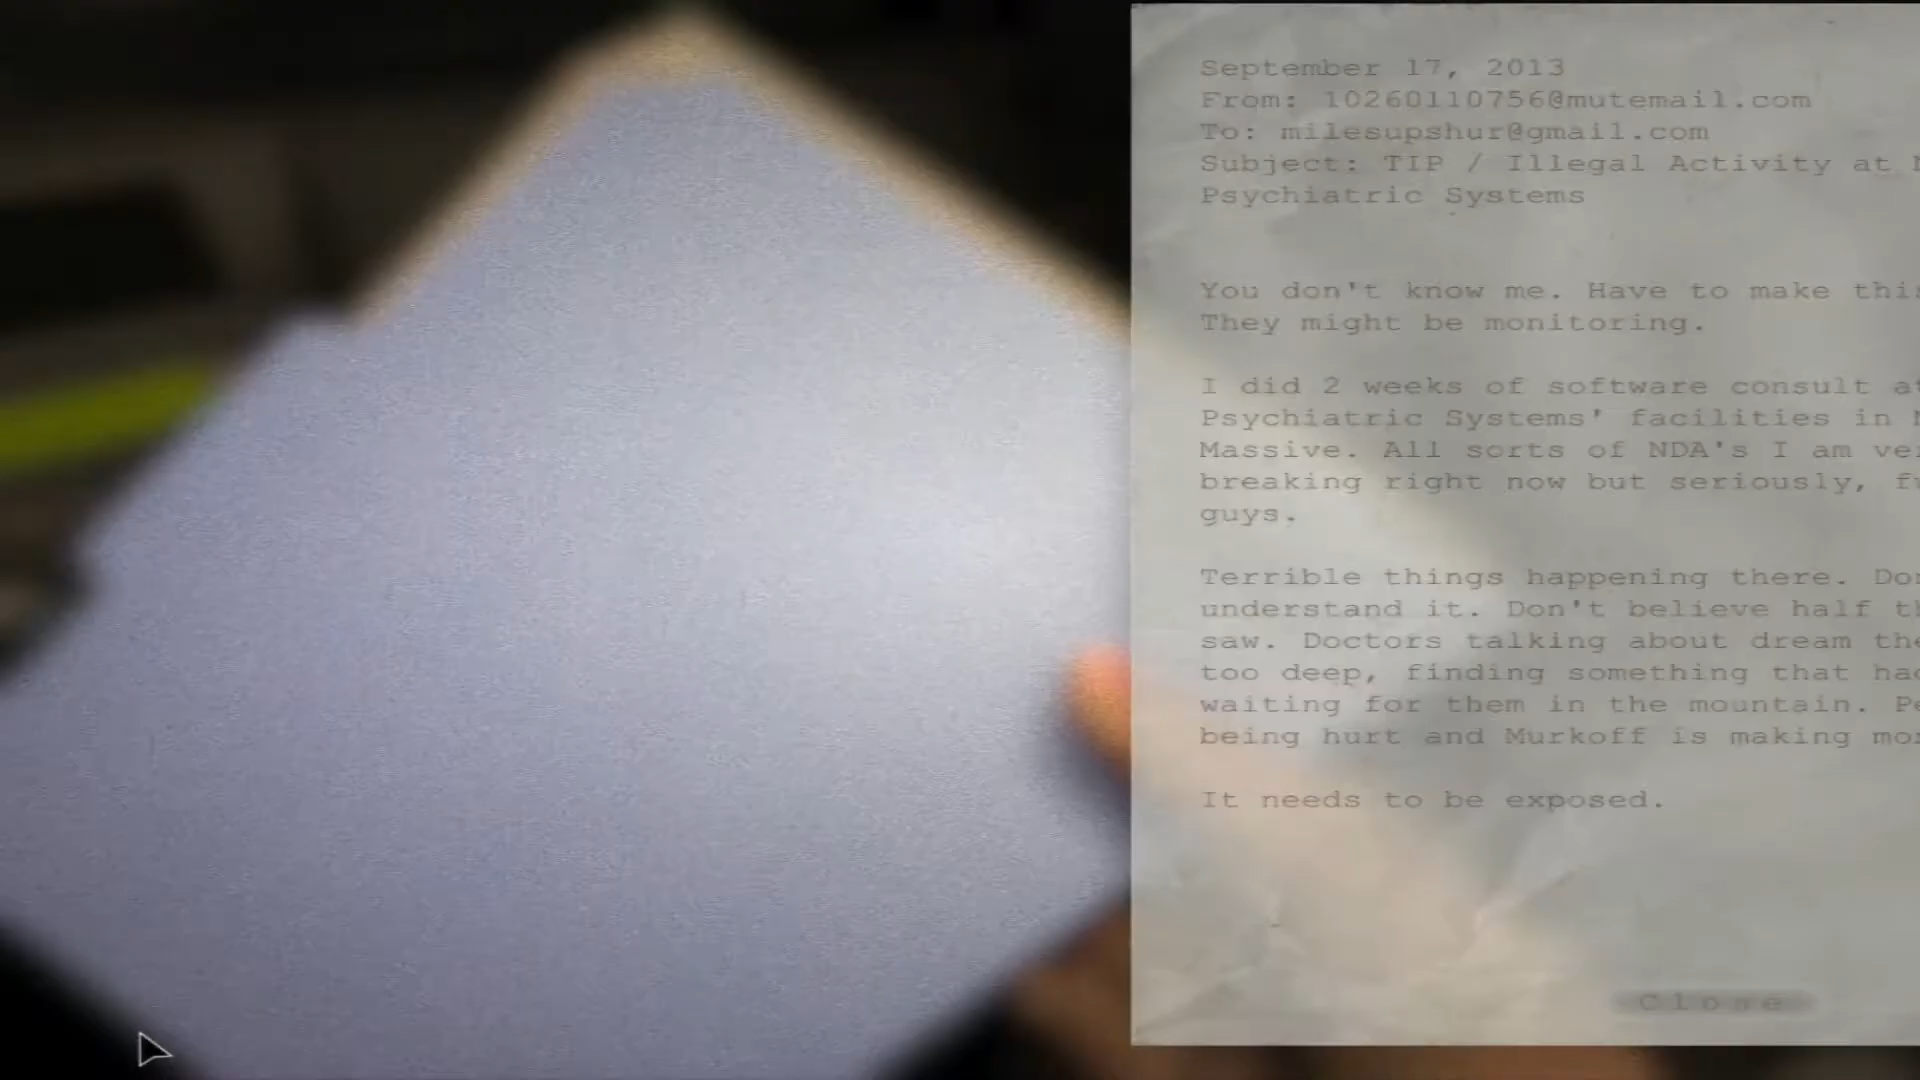 September 17, 2013
From: 10260110756@mutemail.com
To: milesupshur@gmail.com
Subject: TIP / Illegal Activity at
Psychiatric Systems
You don't know me. Have to make
They might be monitoring.
I did 2 weeks of software consult
Psychiatric Systems' facilities in
Massive. All sorts of NDA's I am
breaking right now but seriously,
guys.
Terrible things happening there.
understand it. Don't believe half
saw. Doctors talking about dream
too deep, finding something that
waiting for them in the mountain.
being hurt and Murkoff is making
It needs to be exposed.
Close